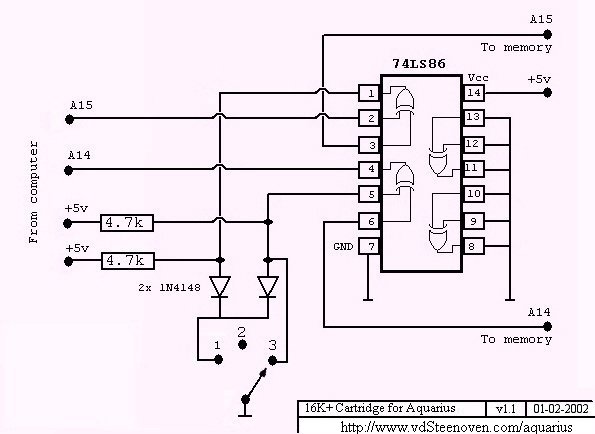 A15
To memory
74LS86
Vcc
+5v
A15
A14
From computer
+5v
4.7k
+5v
4.7k
2x 1N4148
1 2 3
1
2
3
4
5
6
GND 7
14
13
12
11
10
9
8
A14
To memory
16K+ Cartridge for Aquarius v1.1 01-02-2002
http://www.vdSteenoven.com/aquarius